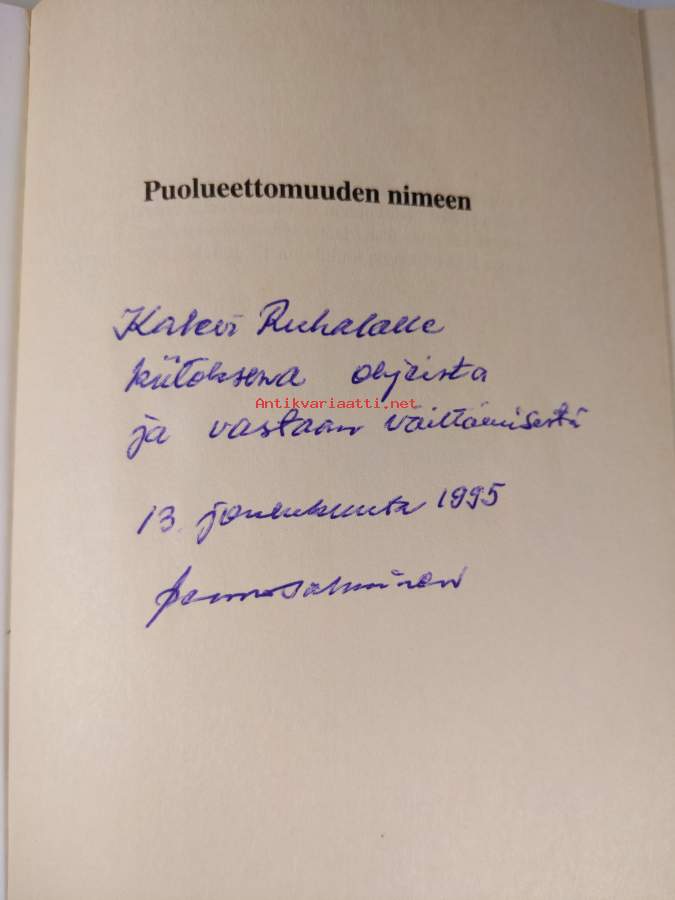 Puolueettomuuden nimeen
Kalevi Ruhalalle
kiitoksena ohjeista
Antikvariaatti.net
ja vastaan väittämisestä
13. joulukuuta 1995